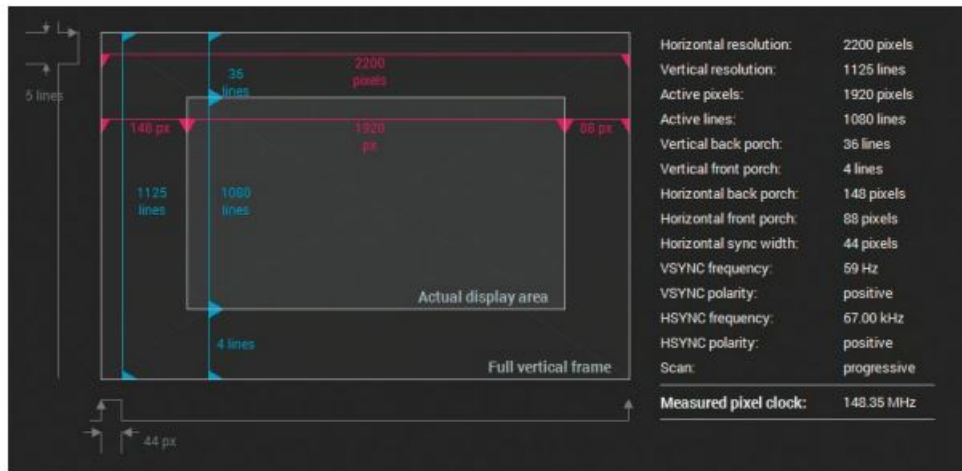 5 lines
36
lines
2200
pixels
148 px
1920
px
88 px
1125
lines
1080
lines
Actual display area
4 lines
Full vertical frame
44 px
Horizontal resolution: 2200 pixels
Vertical resolution: 1125 lines
Active pixels: 1920 pixels
Active lines: 1080 lines
Vertical back porch: 36 lines
Vertical front porch: 4 lines
Horizontal back porch: 148 pixels
Horizontal front porch: 88 pixels
Horizontal sync width: 44 pixels
VSYNC frequency: 59 Hz
VSYNC polarity: positive
HSYNC frequency: 67.00 kHz
HSYNC polarity: positive
Scan: progressive
Measured pixel clock: 148.35 MHz